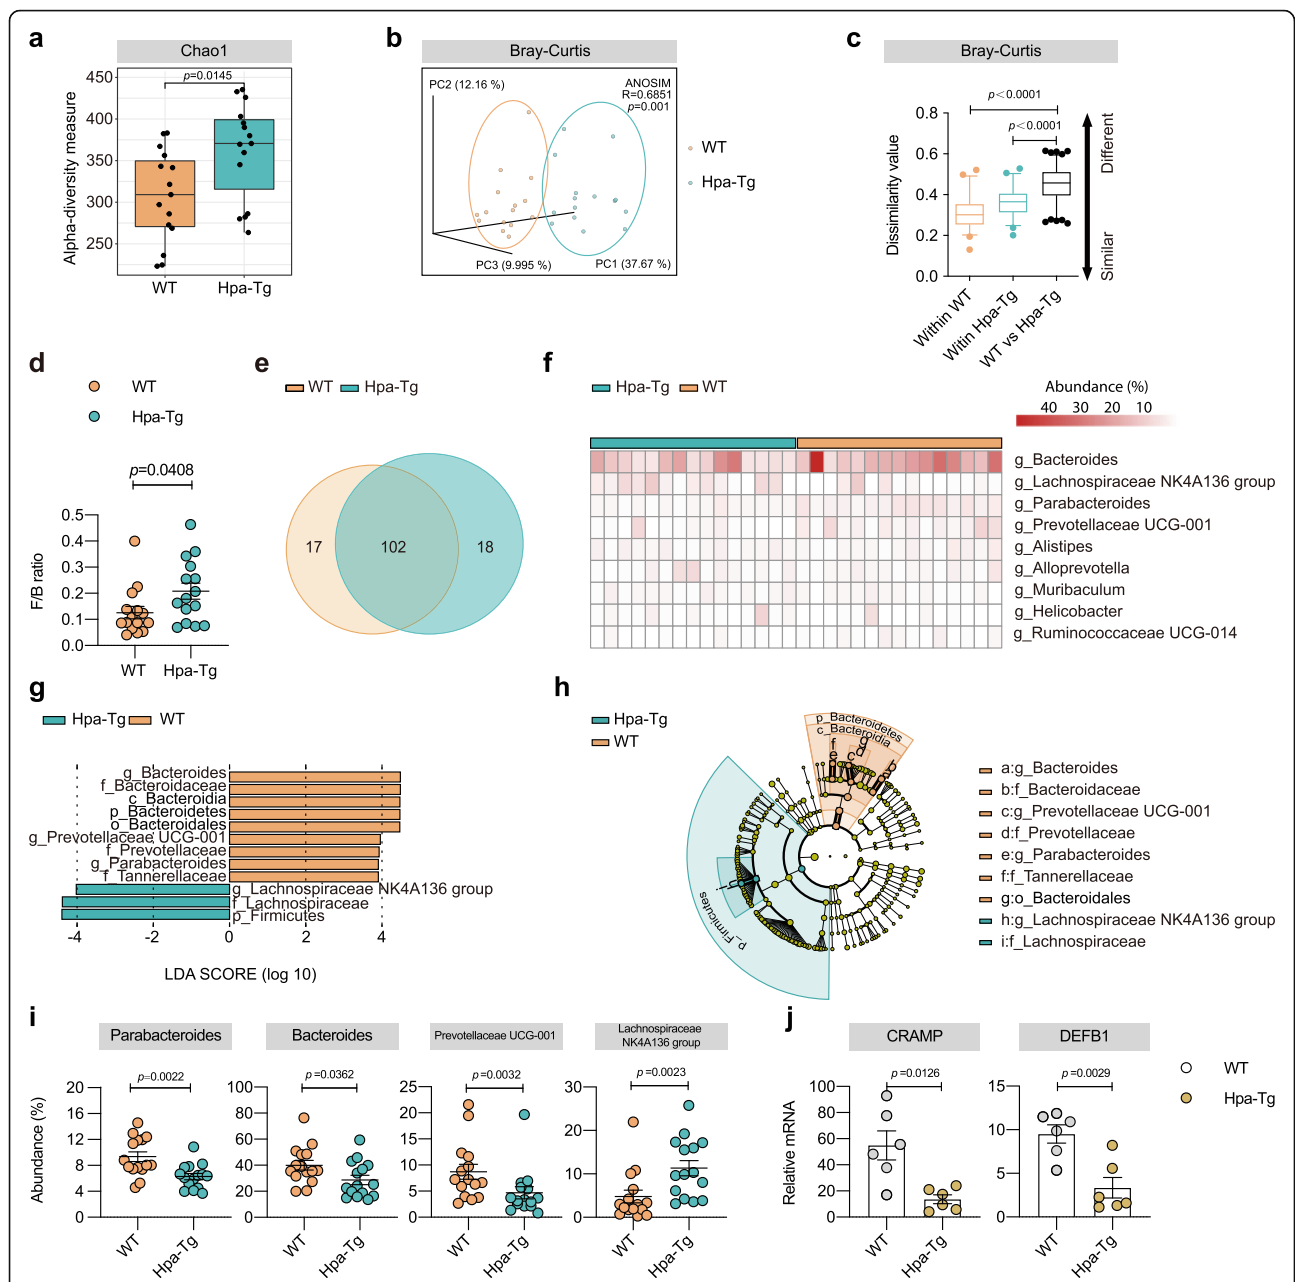 a
Chao1
p=0.0145
450
400
350
300
250
Alpha-diversity measure
WT
Hpa-Tg
b
Bray-Curtis
PC2 (12.16 %)
ANOSIM
R=0.6851
p=0.001
PC3 (9.995 %)
PC1 (37.67 %)
WT
Hpa-Tg
c
Bray-Curtis
p<0.0001
p<0.0001
0.8
0.6
0.4
0.2
0.0
Dissimilarity value
Different
Similar
Within WT
Witin Hpa-Tg
WT vs Hpa-Tg
d
WT
Hpa-Tg
p=0.0408
0.5
0.4
0.3
0.2
0.1
0.0
F/B ratio
WT
Hpa-Tg
e
WT
Hpa-Tg
17
102
18
f
Hpa-Tg
WT
Abundance (%)
40 30 20 10
g_Bacteroides
g_Lachnospiraceae NK4A136 group
g_Parabacteroides
g_Prevotellaceae UCG-001
g_Alistipes
g_Alloprevotella
g_Muribaculum
g_Helicobacter
g_Ruminococcaceae UCG-014
g
Hpa-Tg
WT
g_Bacteroides
f_Bacteroidaceae
c_Bacteroidia
p_Bacteroidetes
o_Bacteroidales
g_Prevotellaceae UCG-001
f_Prevotellaceae
g_Parabacteroides
f_Tannerellaceae
g_Lachnospiraceae NK4A136 group
f_Lachnospiraceae
p_Firmicutes
-4 -2 0 2 4
LDA SCORE (log 10)
h
Hpa-Tg
WT
p_Bacteroidetes
c_Bacteroidia
f
g
e
c
d
b
p_Firmicutes
a:g_Bacteroides
b:f_Bacteroidaceae
c:g_Prevotellaceae UCG-001
d:f_Prevotellaceae
e:g_Parabacteroides
f:f_Tannerellaceae
g:o_Bacteroidales
h:g_Lachnospiraceae NK4A136 group
i:f_Lachnospiraceae
i
Abundance (%)
Parabacteroides
p=0.0022
20
16
12
8
4
0
WT
Hpa-Tg
Bacteroides
p=0.0362
100
80
60
40
20
0
WT
Hpa-Tg
Prevotellaceae UCG-001
p=0.0032
25
20
15
10
5
0
WT
Hpa-Tg
Lachnospiraceae
NK4A136 group
p=0.0023
30
20
10
0
WT
Hpa-Tg
j
Relative mRNA
CRAMP
p=0.0126
100
80
60
40
20
0
WT
Hpa-Tg
DEFB1
p=0.0029
15
10
5
0
WT
Hpa-Tg
WT
Hpa-Tg